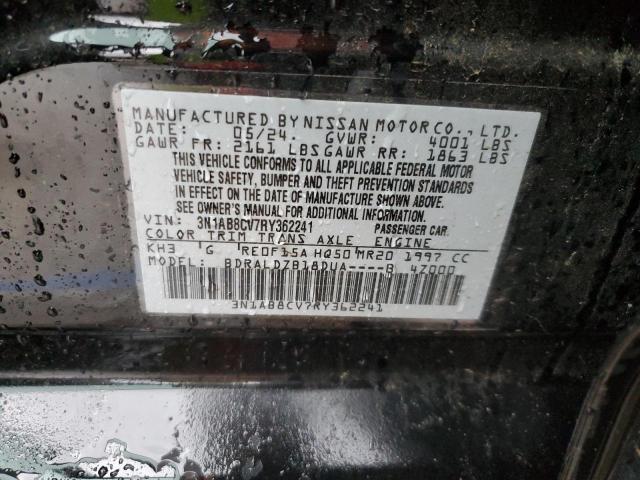 MANUFACTURED BY NISSAN MOTOR CO., LTD.
DATE: 05/24 GVWR: 4001 LBS
GAWR FR: 2161 LBS GAWR RR: 1863 LBS
THIS VEHICLE CONFORMS TO ALL APPLICABLE FEDERAL MOTOR
VEHICLE SAFETY, BUMPER AND THEFT PREVENTION STANDARDS
IN EFFECT ON THE DATE OF MANUFACTURE SHOWN ABOVE.
SEE OWNER'S MANUAL FOR ADDITIONAL INFORMATION.
VIN: 3N1AB8CV7RY362241 PASSENGER CAR.
COLOR TRIM TRANS AXLE ENGINE
KH3 G RE0F15A HQ50 MR20 1997 CC
MODEL: BDRALDZB18DUA----B 4Z000
3N1AB8CV7RY362241